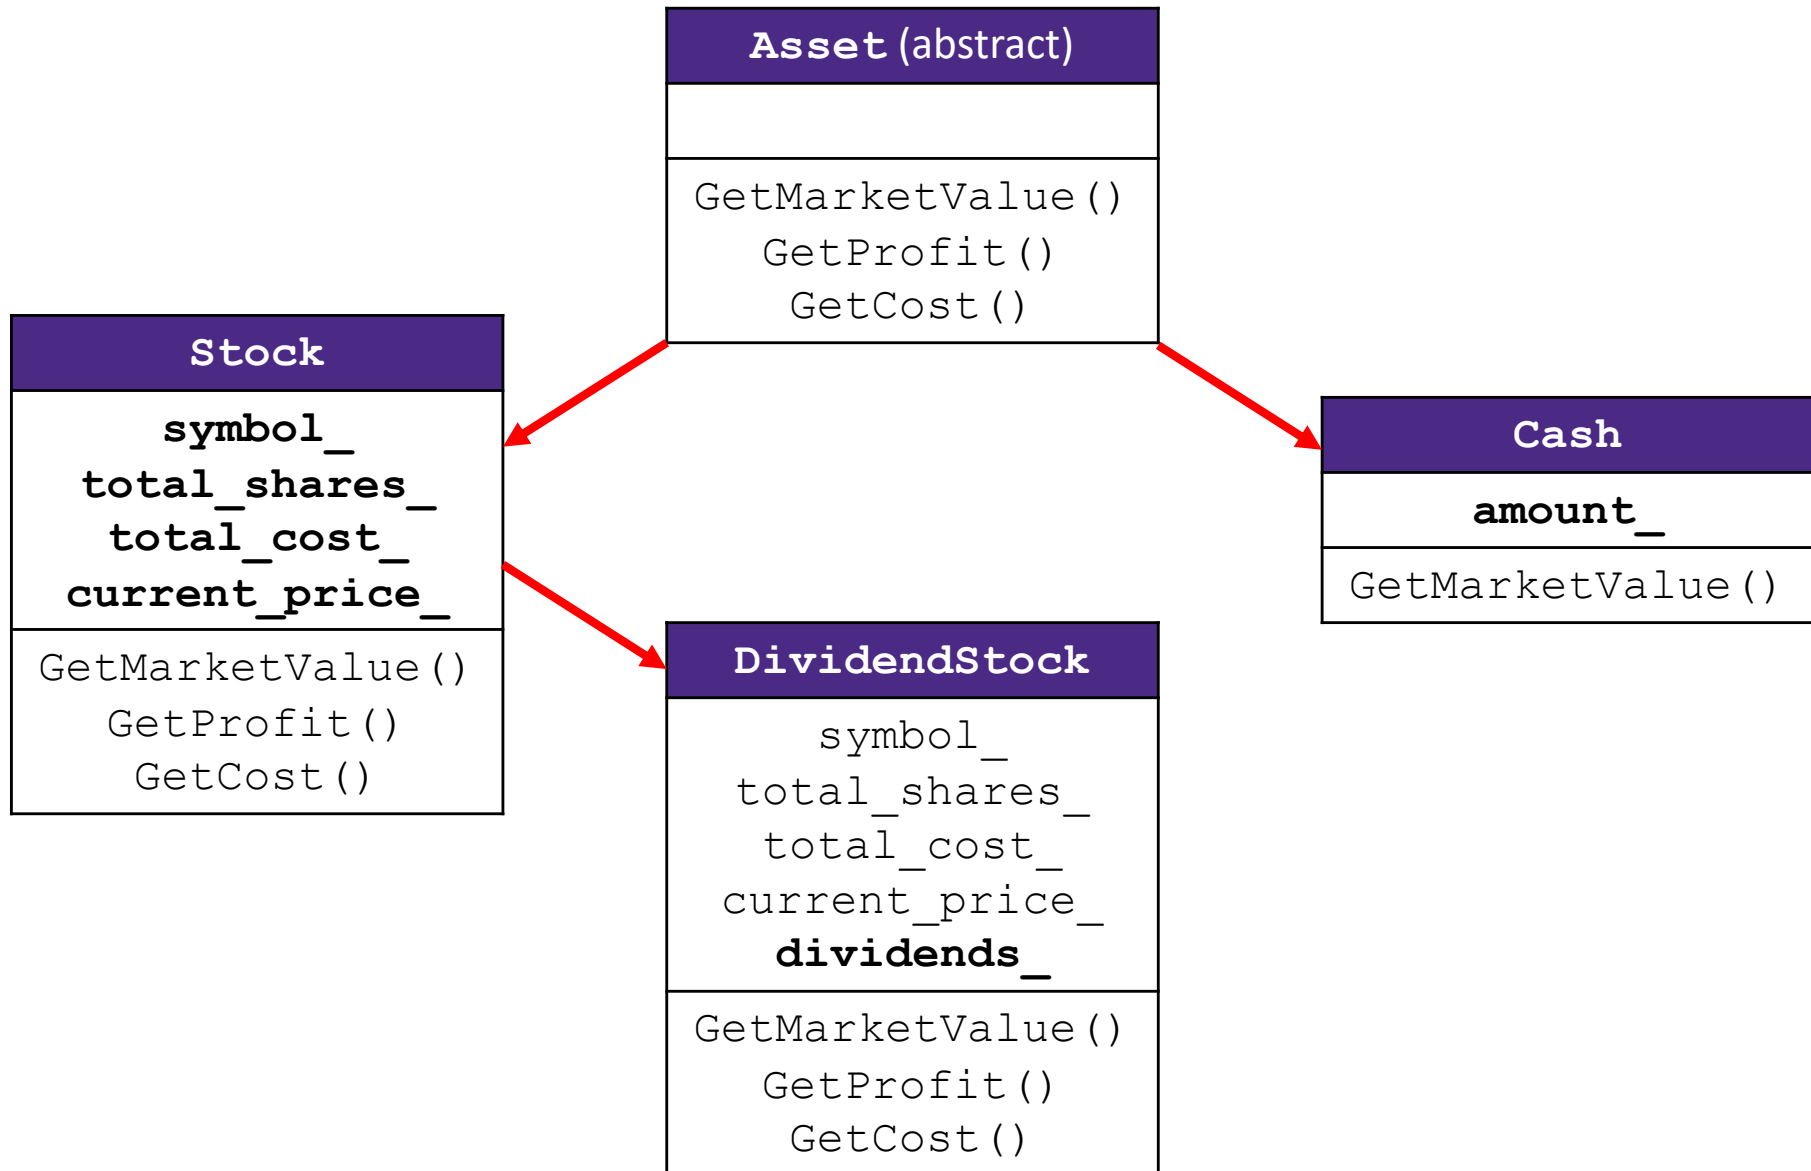 Asset (abstract)
GetMarketValue()
GetProfit()
GetCost()
Stock
symbol_
total_shares_
total_cost_
current_price_
GetMarketValue()
GetProfit()
GetCost()
Cash
amount_
GetMarketValue()
DividendStock
symbol_
total_shares_
total_cost_
current_price_
dividends_
GetMarketValue()
GetProfit()
GetCost()